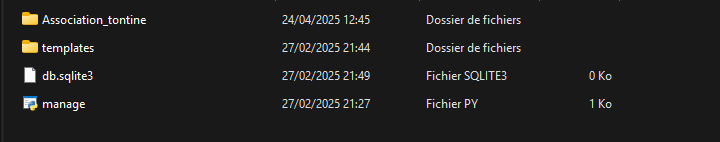 Association_tontine 24/04/2025 12:45 Dossier de fichiers
templates 27/02/2025 21:44 Dossier de fichiers
db.sqlite3 27/02/2025 21:49 Fichier SQLITE3 0 Ko
manage 27/02/2025 21:27 Fichier PY 1 Ko